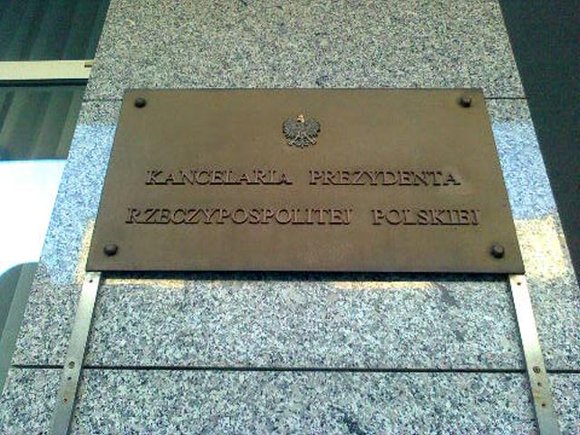 KANCELARIA PREZYDENTA
RZECZYPOSPOLITEJ POLSKIEJ